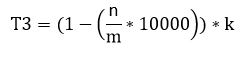 T3 = (1 − (n/m * 10000)) * k